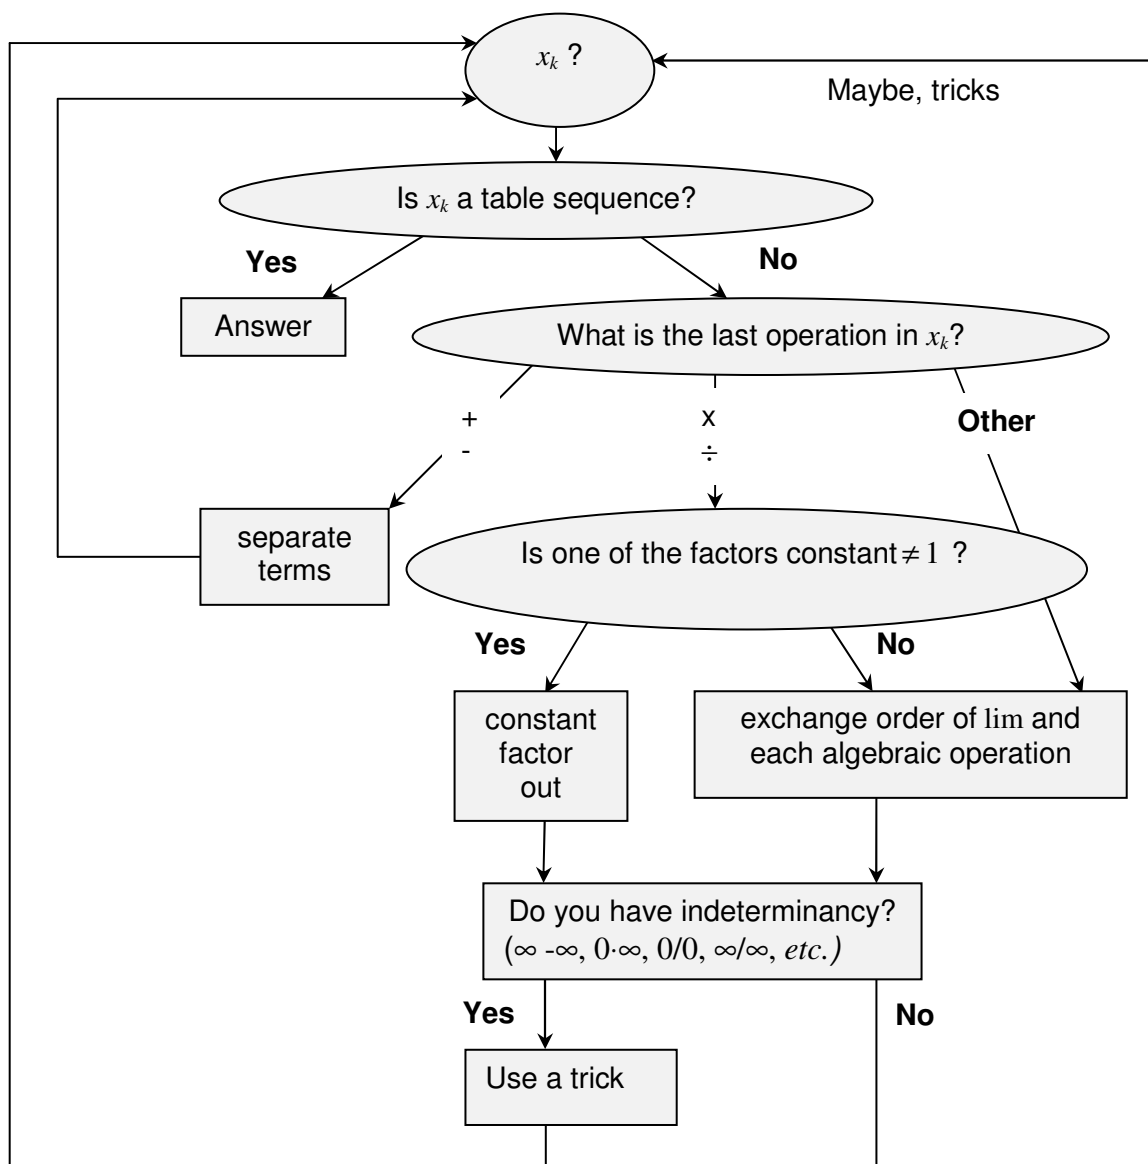 x_k ?
Maybe, tricks
Is x_k a table sequence?
Yes
No
Answer
What is the last operation in x_k?
+
-
x
÷
Other
separate
terms
Is one of the factors constant ≠ 1 ?
Yes
No
constant
factor
out
exchange order of lim and
each algebraic operation
Do you have indeterminancy?
(∞ -∞, 0·∞, 0/0, ∞/∞, etc.)
Yes
No
Use a trick